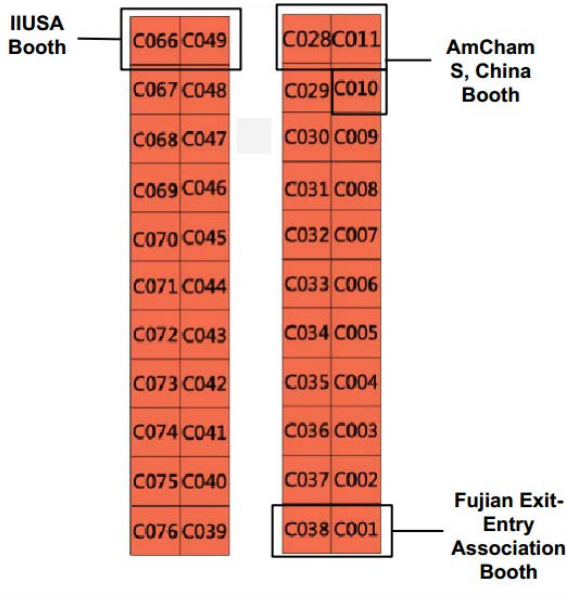 IIUSA
Booth
C066 C049
C067 C048
C068 C047
C069 C046
C070 C045
C071 C044
C072 C043
C073 C042
C074 C041
C075 C040
C076 C039
C028 C011
C029 C010
C030 C009
C031 C008
C032 C007
C033 C006
C034 C005
C035 C004
C036 C003
C037 C002
C038 C001
AmCham
S, China
Booth
Fujian Exit-
Entry
Association
Booth